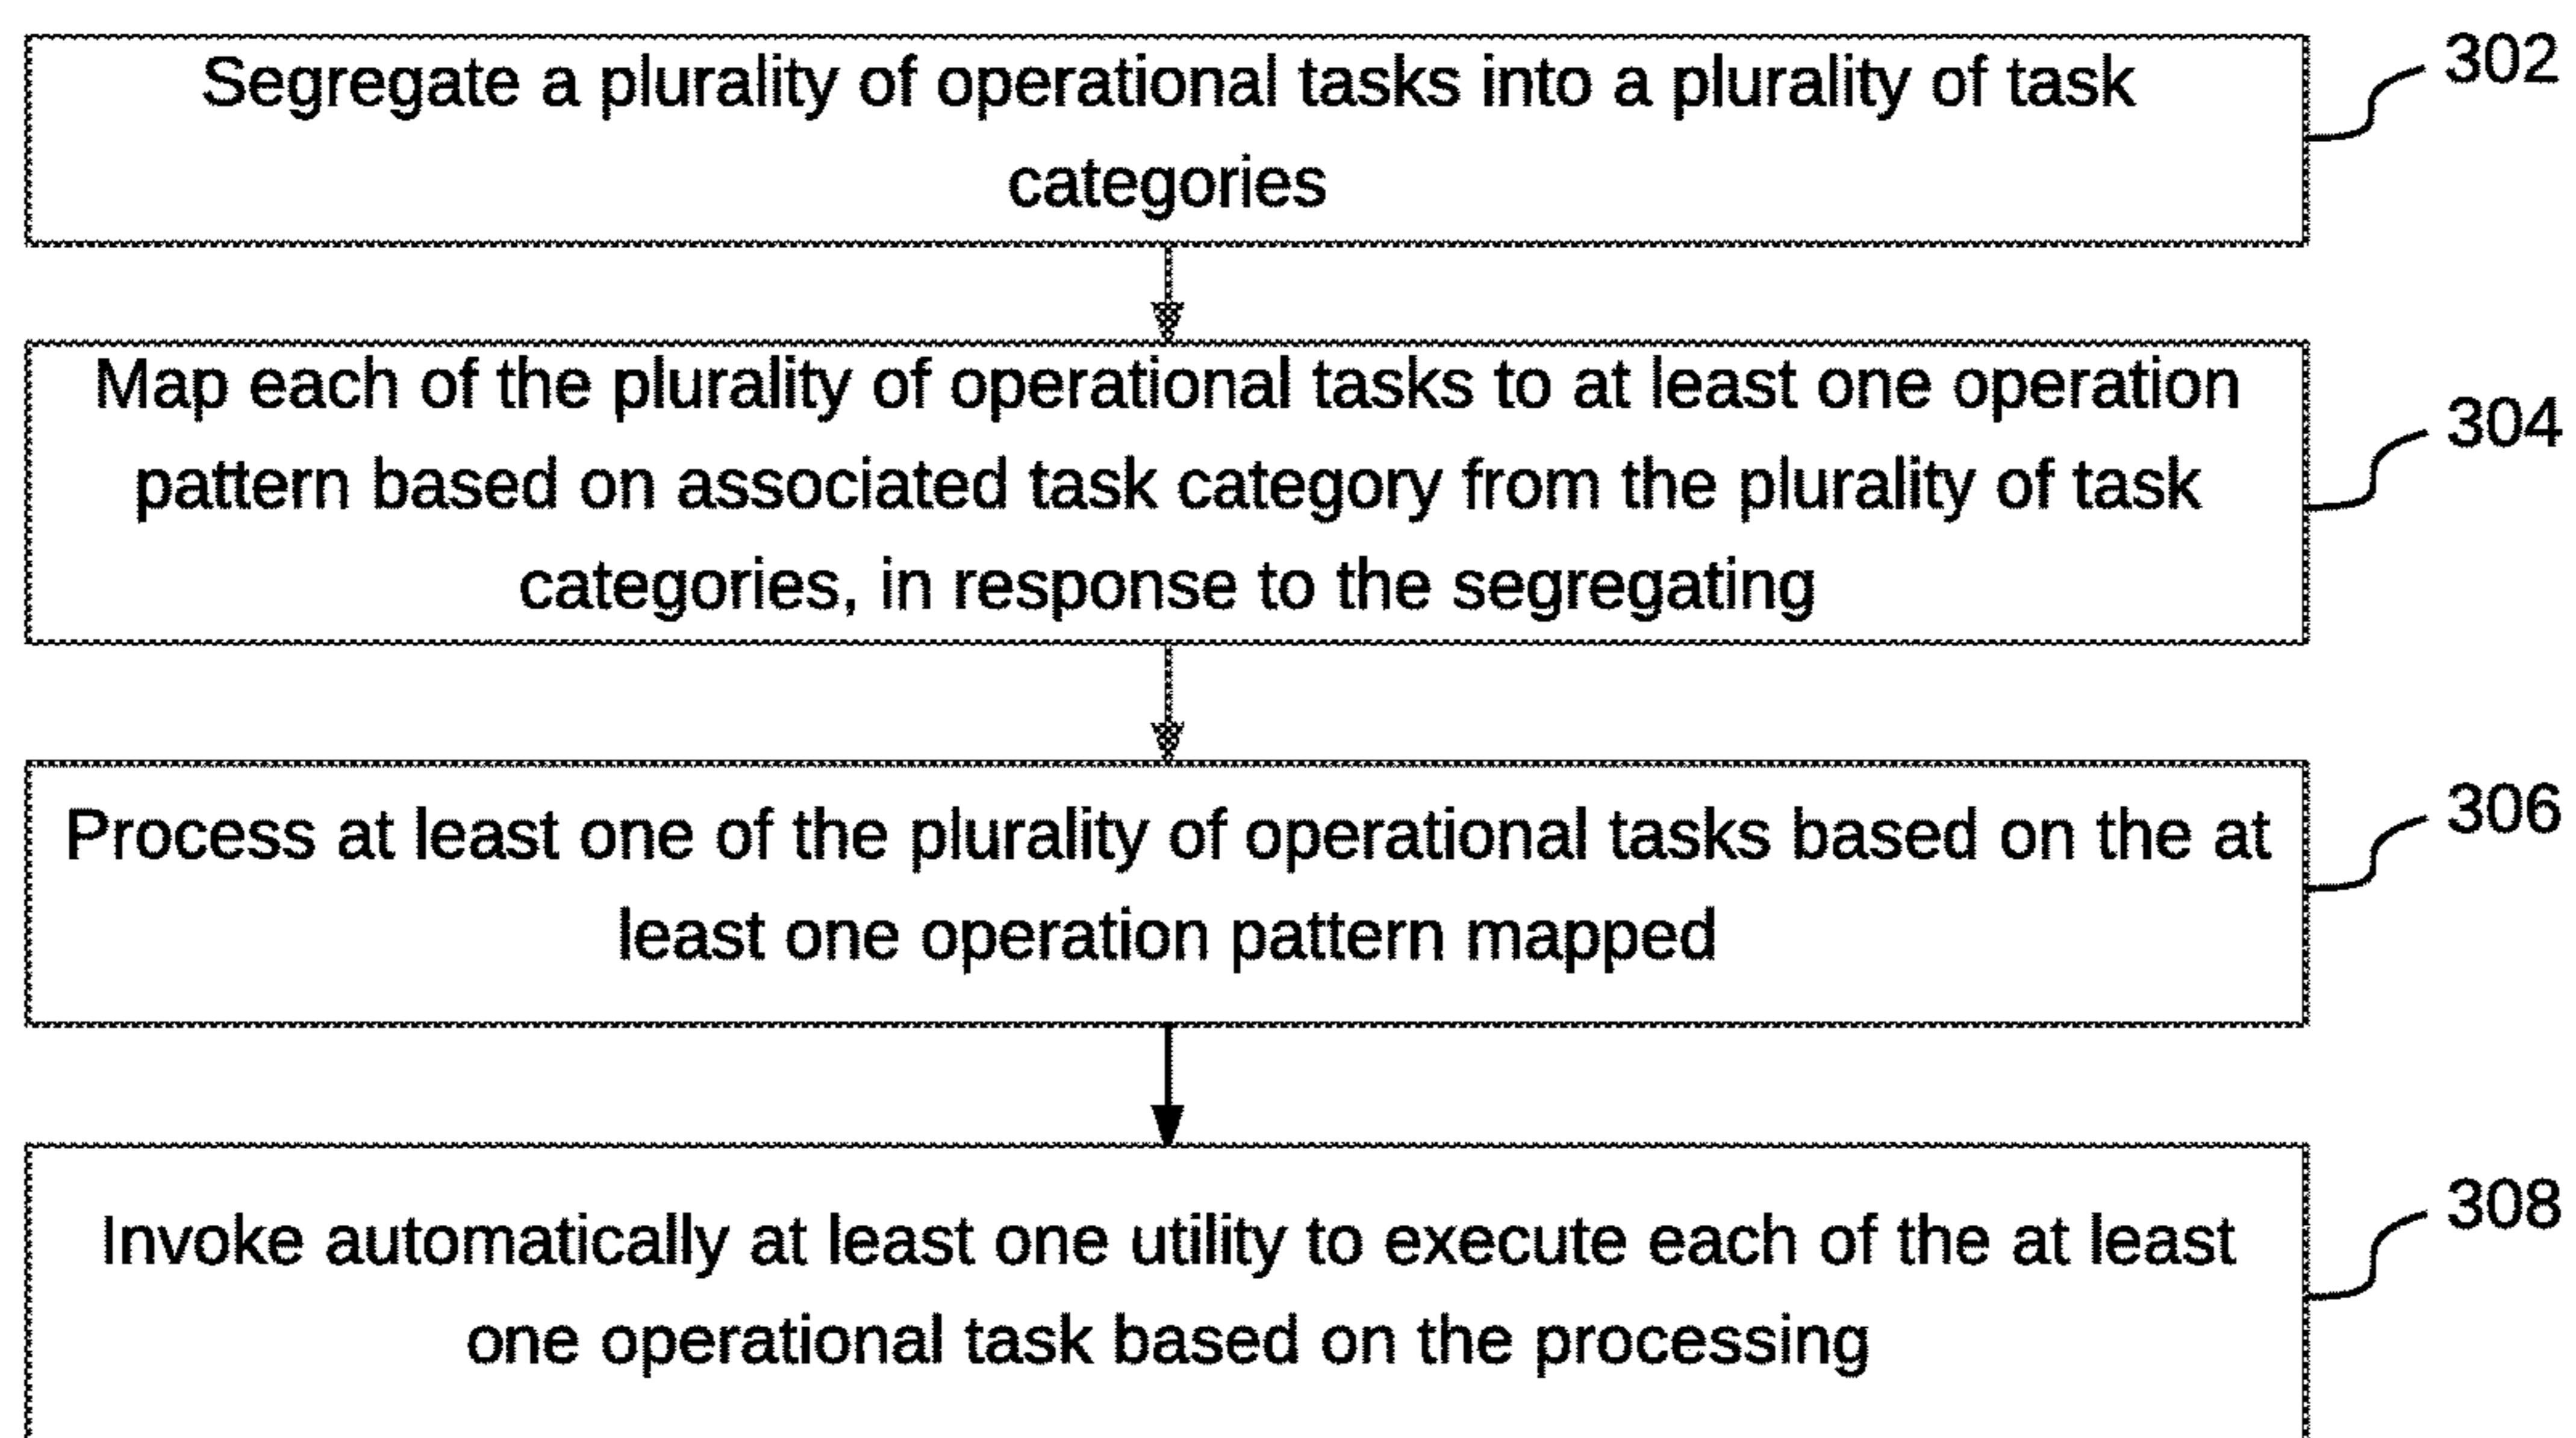 Segregate a plurality of operational tasks into a plurality of task
categories
302
Map each of the plurality of operational tasks to at least one operation
pattern based on associated task category from the plurality of task
categories, in response to the segregating
304
Process at least one of the plurality of operational tasks based on the at
least one operation pattern mapped
306
Invoke automatically at least one utility to execute each of the at least
one operational task based on the processing
308